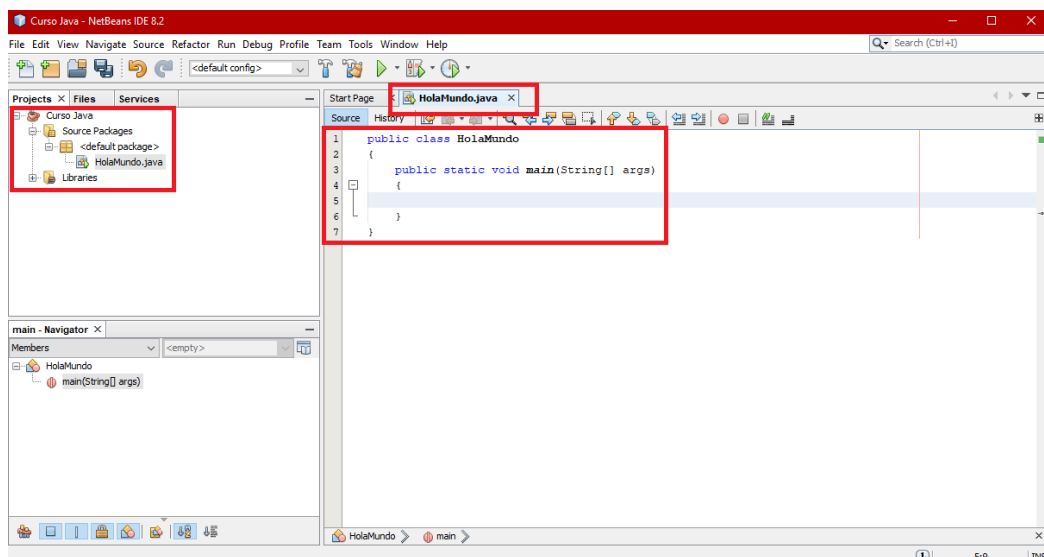 Curso Java - NetBeans IDE 8.2
File Edit View Navigate Source Refactor Run Debug Profile Team Tools Window Help
Search (Ctrl+I)
<default config>
Projects Files Services
Curso Java
Source Packages
<default package>
HolaMundo.java
Libraries
Start Page HolaMundo.java
Source History
1 public class HolaMundo
2 {
3 public static void main(String[] args)
4 {
5
6 }
7 }
main - Navigator
Members <empty>
HolaMundo
main(String[] args)
HolaMundo main
1